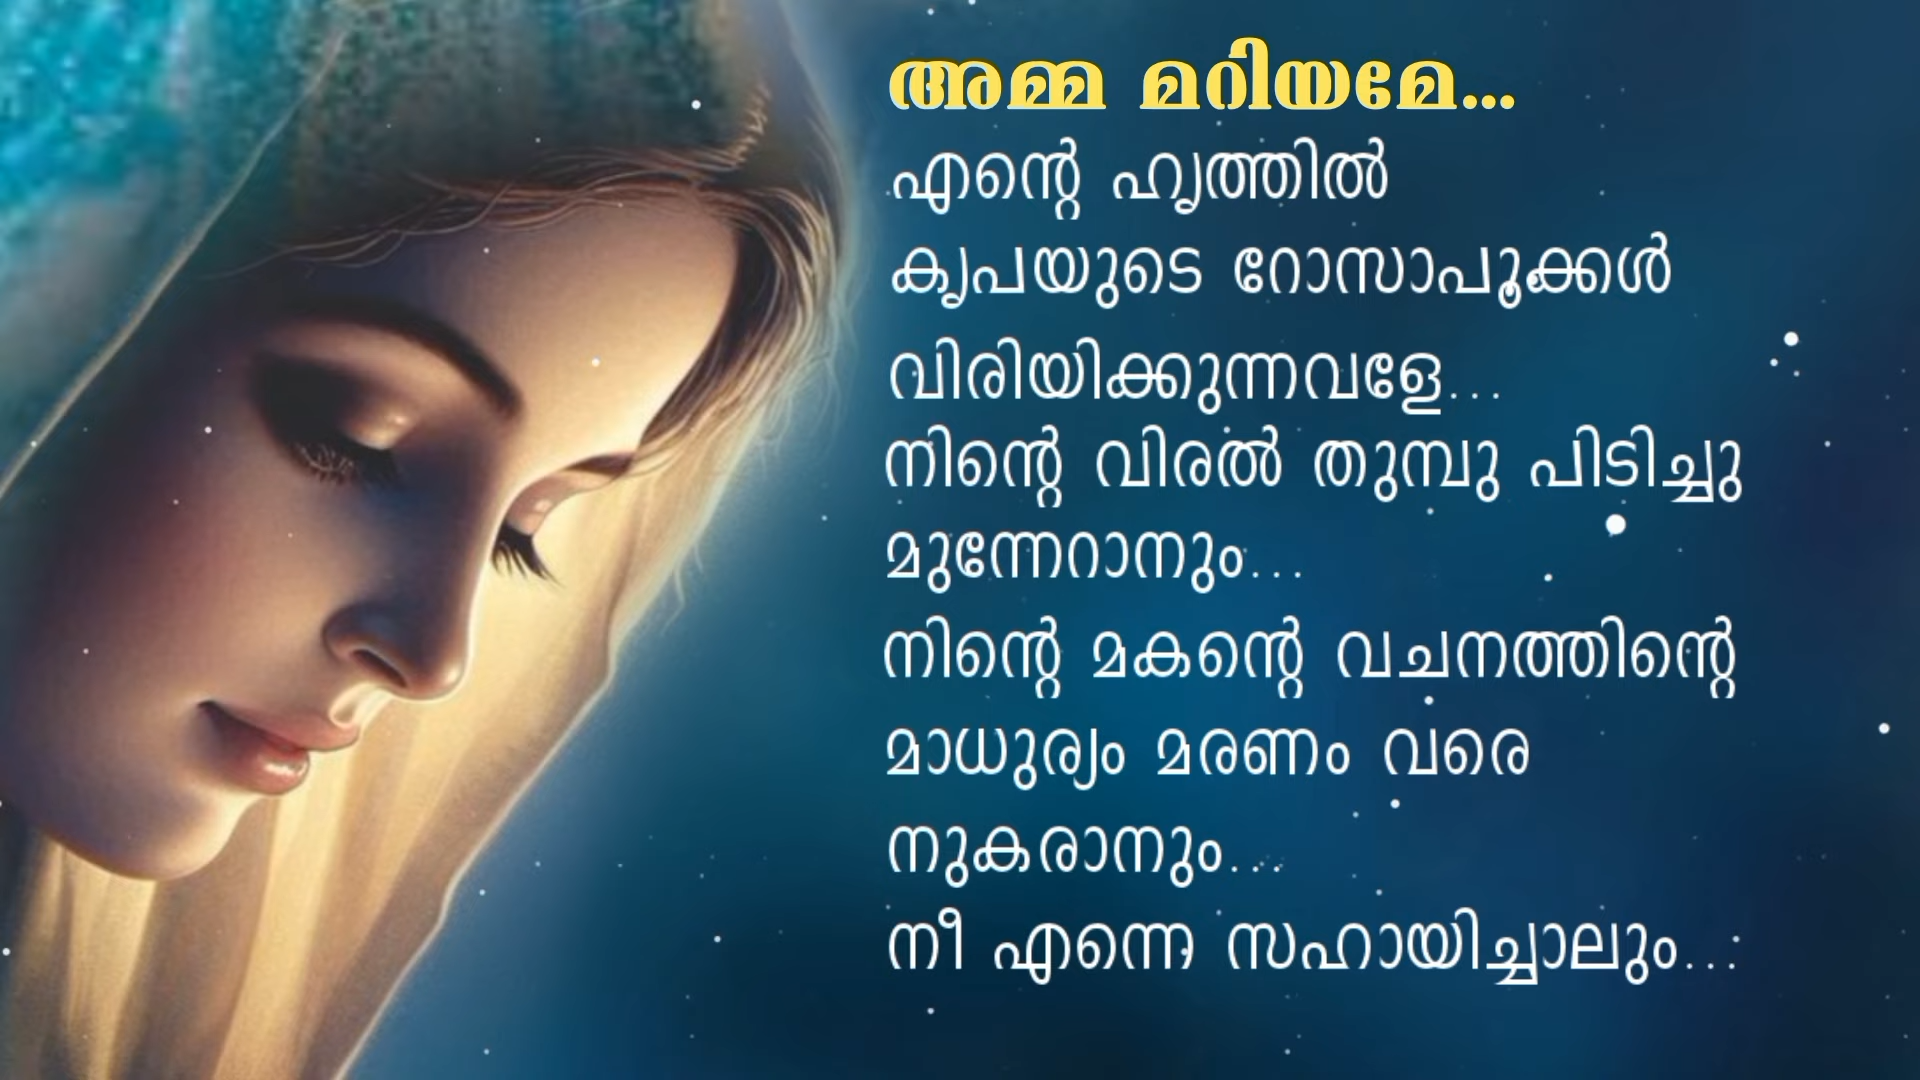 അമ്മ മറിയമേ...
എന്റെ ഹൃത്തിൽ
കൃപയുടെ റോസാപൂക്കൾ
വിരിയിക്കുന്നവളേ...
നിന്റെ വിരൽ തുമ്പു പിടിച്ചു
മുന്നേറാനും...
നിന്റെ മകന്റെ വചനത്തിന്റെ
മാധുര്യം മരണം വരെ
നുകരാനും...
നീ എന്നെ സഹായിച്ചാലും...